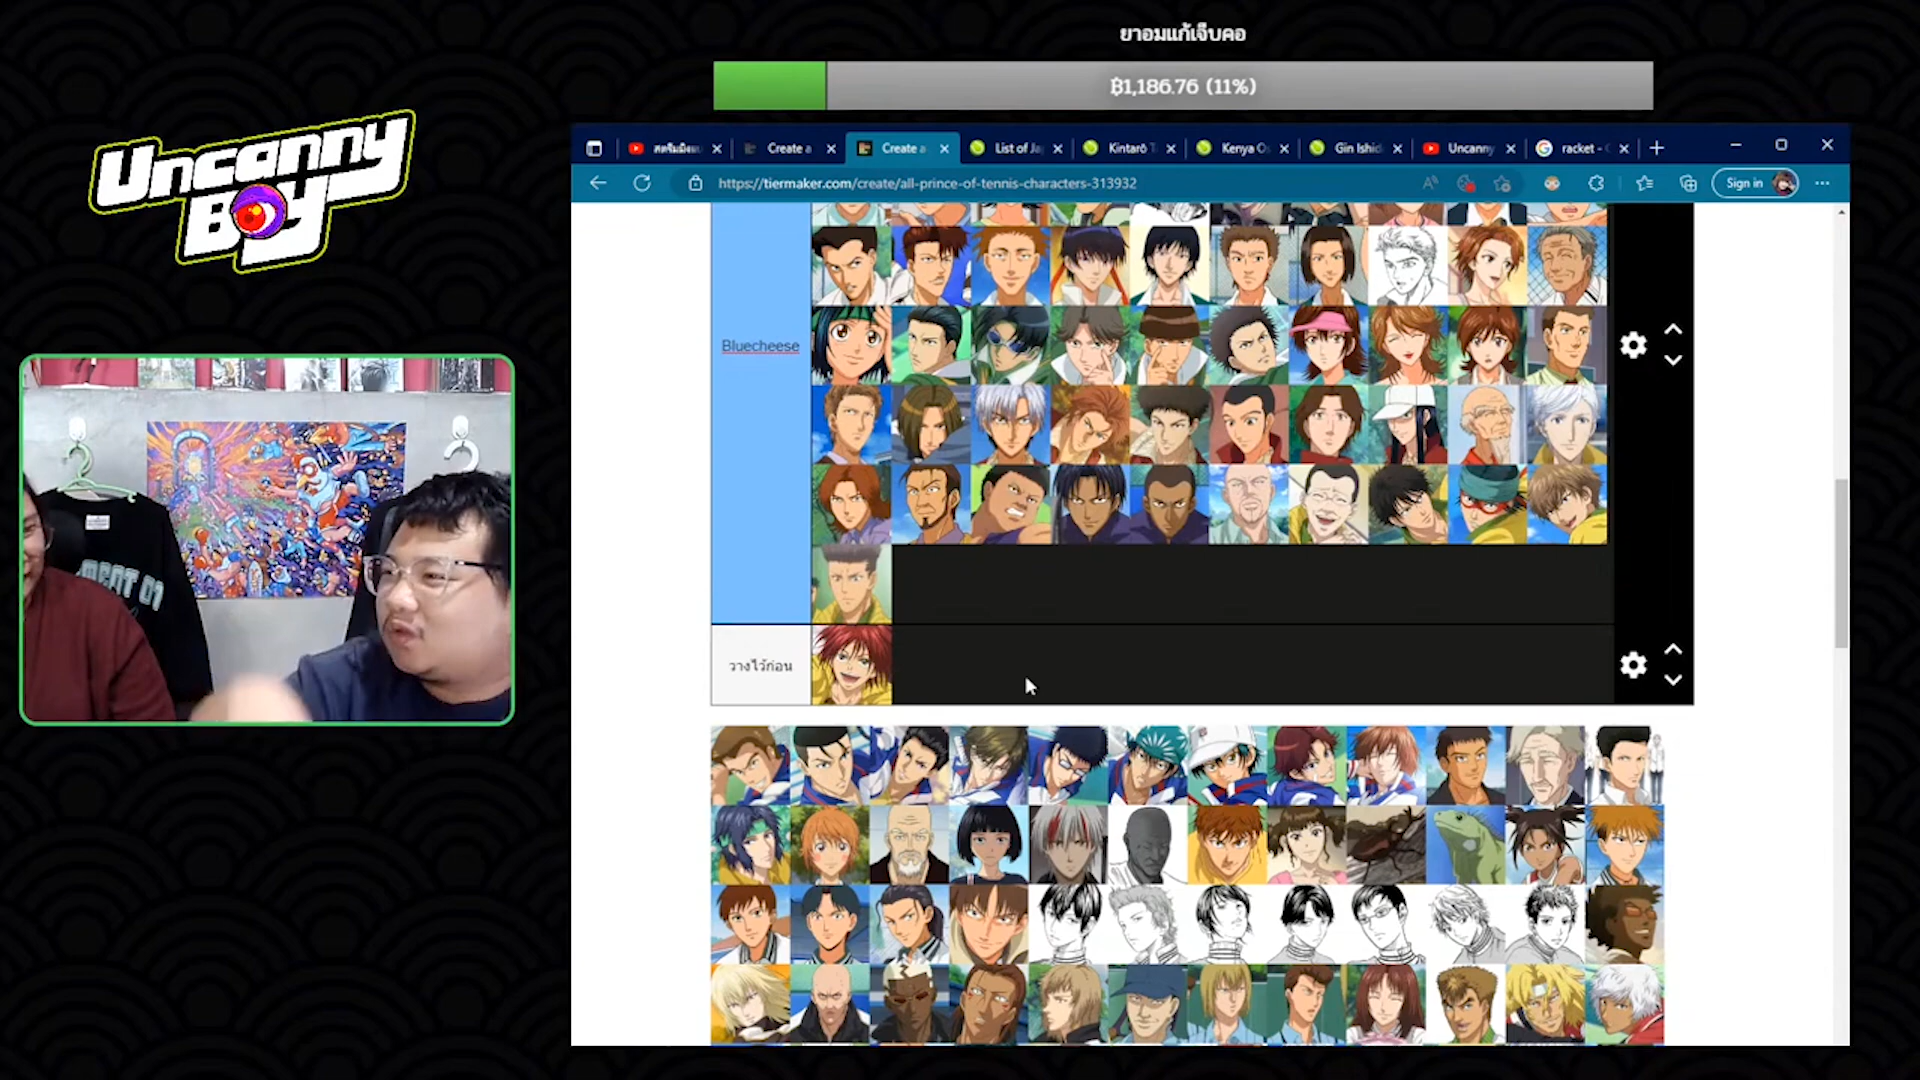 ยาอมแก้เจ็บคอ
฿1,186.76 (11%)
Uncanny
Boy
Create a
Create a
List of Ja
Kintarō T
Kenya O
Gin Ishid
Uncanny
racket - G
https://tiermaker.com/create/all-prince-of-tennis-characters-313932
Sign in
Bluecheese
วางไว้ก่อน